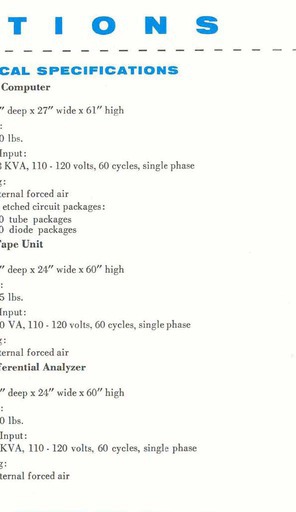 TIONS
CAL SPECIFICATIONS
Computer
″ deep x 27″ wide x 61″ high
:
0 lbs.
Input:
KVA, 110 - 120 volts, 60 cycles, single phase
g:
ternal forced air
etched circuit packages:
0 tube packages
0 diode packages
ape Unit
″ deep x 24″ wide x 60″ high
:
5 lbs.
Input:
0 VA, 110 - 120 volts, 60 cycles, single phase
g:
ternal forced air
ferential Analyzer
″ deep x 24″ wide x 60″ high
:
0 lbs.
Input:
KVA, 110 - 120 volts, 60 cycles, single phase
g:
ternal forced air